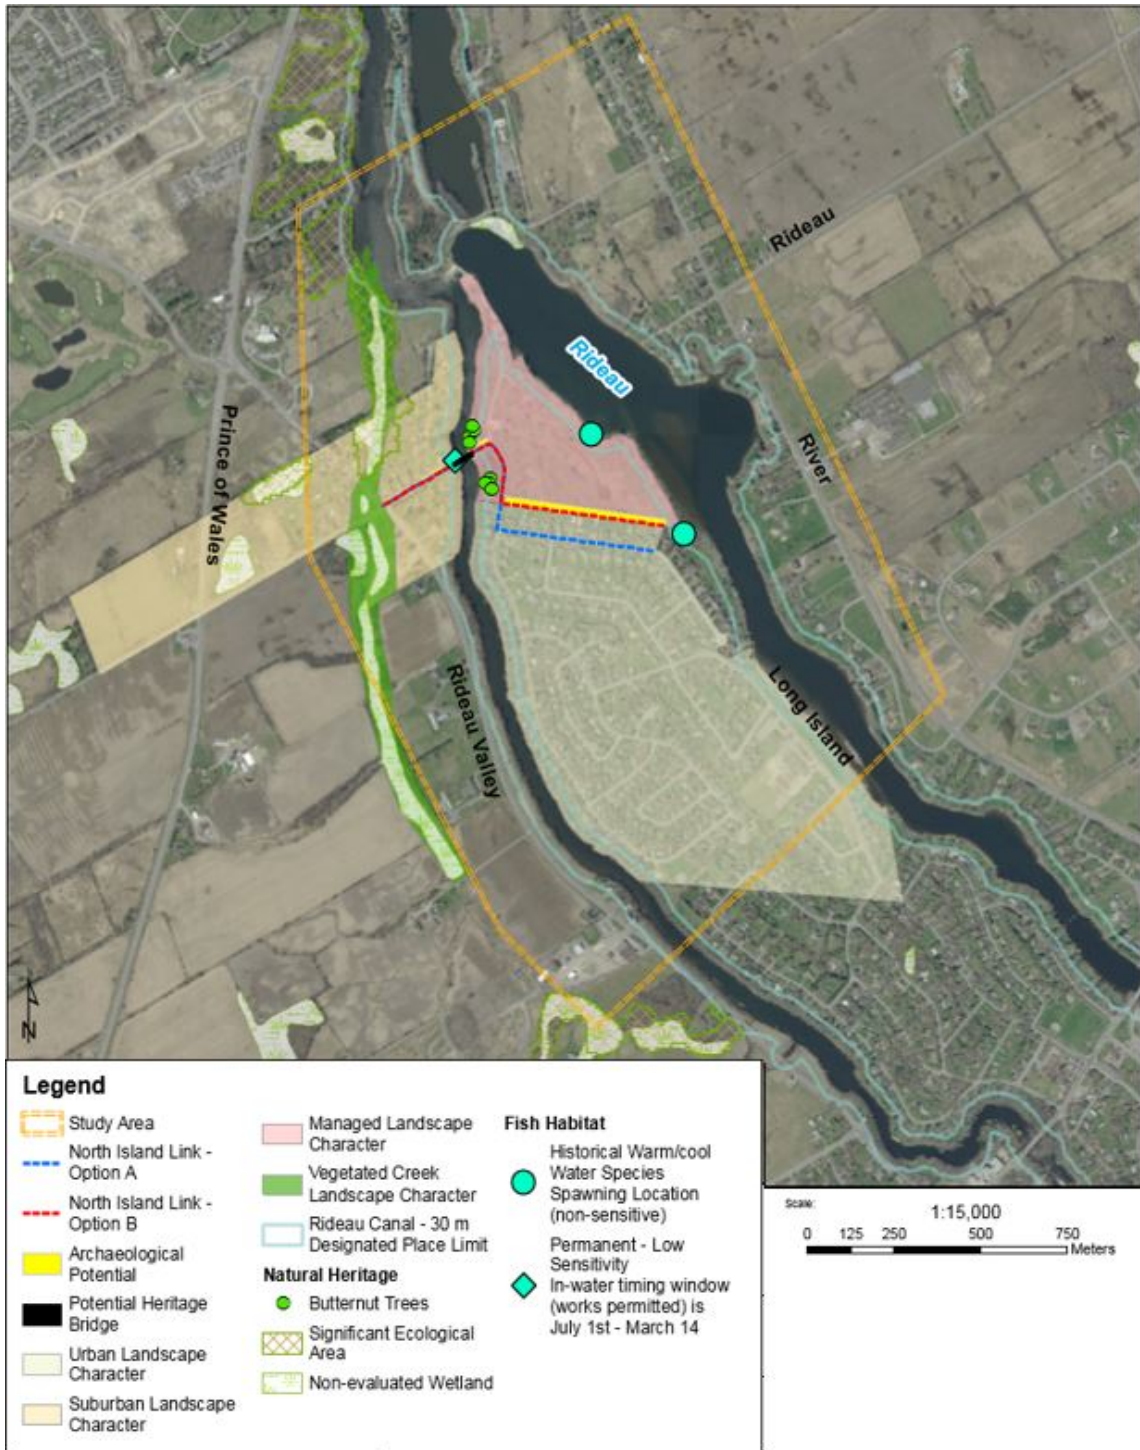 Rideau
Rideau
Prince of Wales
River
Rideau Valley
Long Island
N
Legend
Study Area
North Island Link -
Option A
North Island Link -
Option B
Archaeological
Potential
Potential Heritage
Bridge
Urban Landscape
Character
Suburban Landscape
Character
Managed Landscape
Character
Vegetated Creek
Landscape Character
Rideau Canal - 30 m
Designated Place Limit
Natural Heritage
Butternut Trees
Significant Ecological
Area
Non-evaluated Wetland
Fish Habitat
Historical Warm/cool
Water Species
Spawning Location
(non-sensitive)
Permanent - Low
Sensitivity
In-water timing window
(works permitted) is
July 1st - March 14
Scale:
1:15,000
0 125 250 500 750
Meters